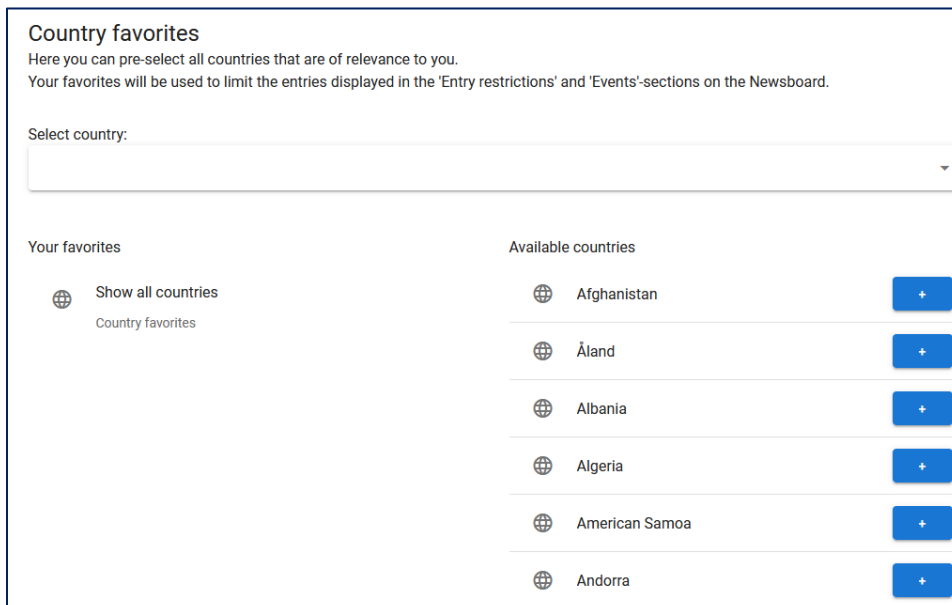 Country favorites
Here you can pre-select all countries that are of relevance to you.
Your favorites will be used to limit the entries displayed in the 'Entry restrictions' and 'Events'-sections on the Newsboard.
Select country:
Your favorites
Show all countries
Country favorites
Available countries
Afghanistan +
Åland +
Albania +
Algeria +
American Samoa +
Andorra +